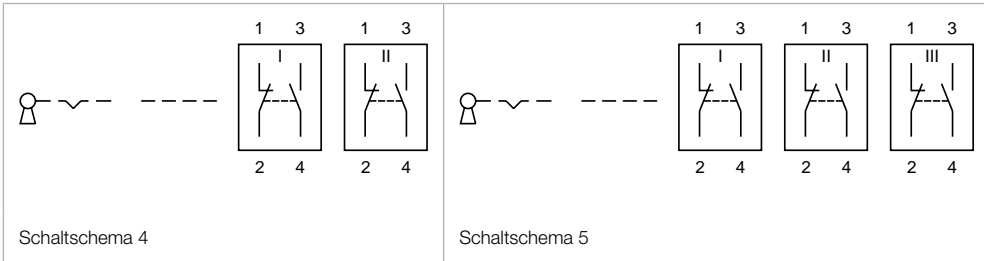 1 3 1 3
I II
2 4 2 4
Schaltschema 4
1 3 1 3 1 3
I II III
2 4 2 4 2 4
Schaltschema 5